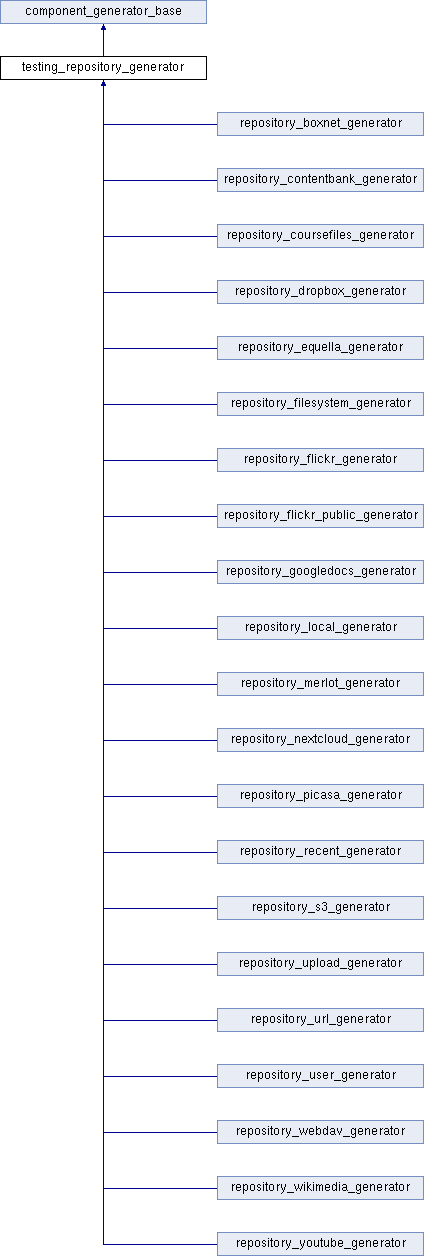 component_generator_base
testing_repository_generator
repository_boxnet_generator
repository_contentbank_generator
repository_coursefiles_generator
repository_dropbox_generator
repository_equella_generator
repository_filesystem_generator
repository_flickr_generator
repository_flickr_public_generator
repository_googledocs_generator
repository_local_generator
repository_merlot_generator
repository_nextcloud_generator
repository_picasa_generator
repository_recent_generator
repository_s3_generator
repository_upload_generator
repository_url_generator
repository_user_generator
repository_webdav_generator
repository_wikimedia_generator
repository_youtube_generator